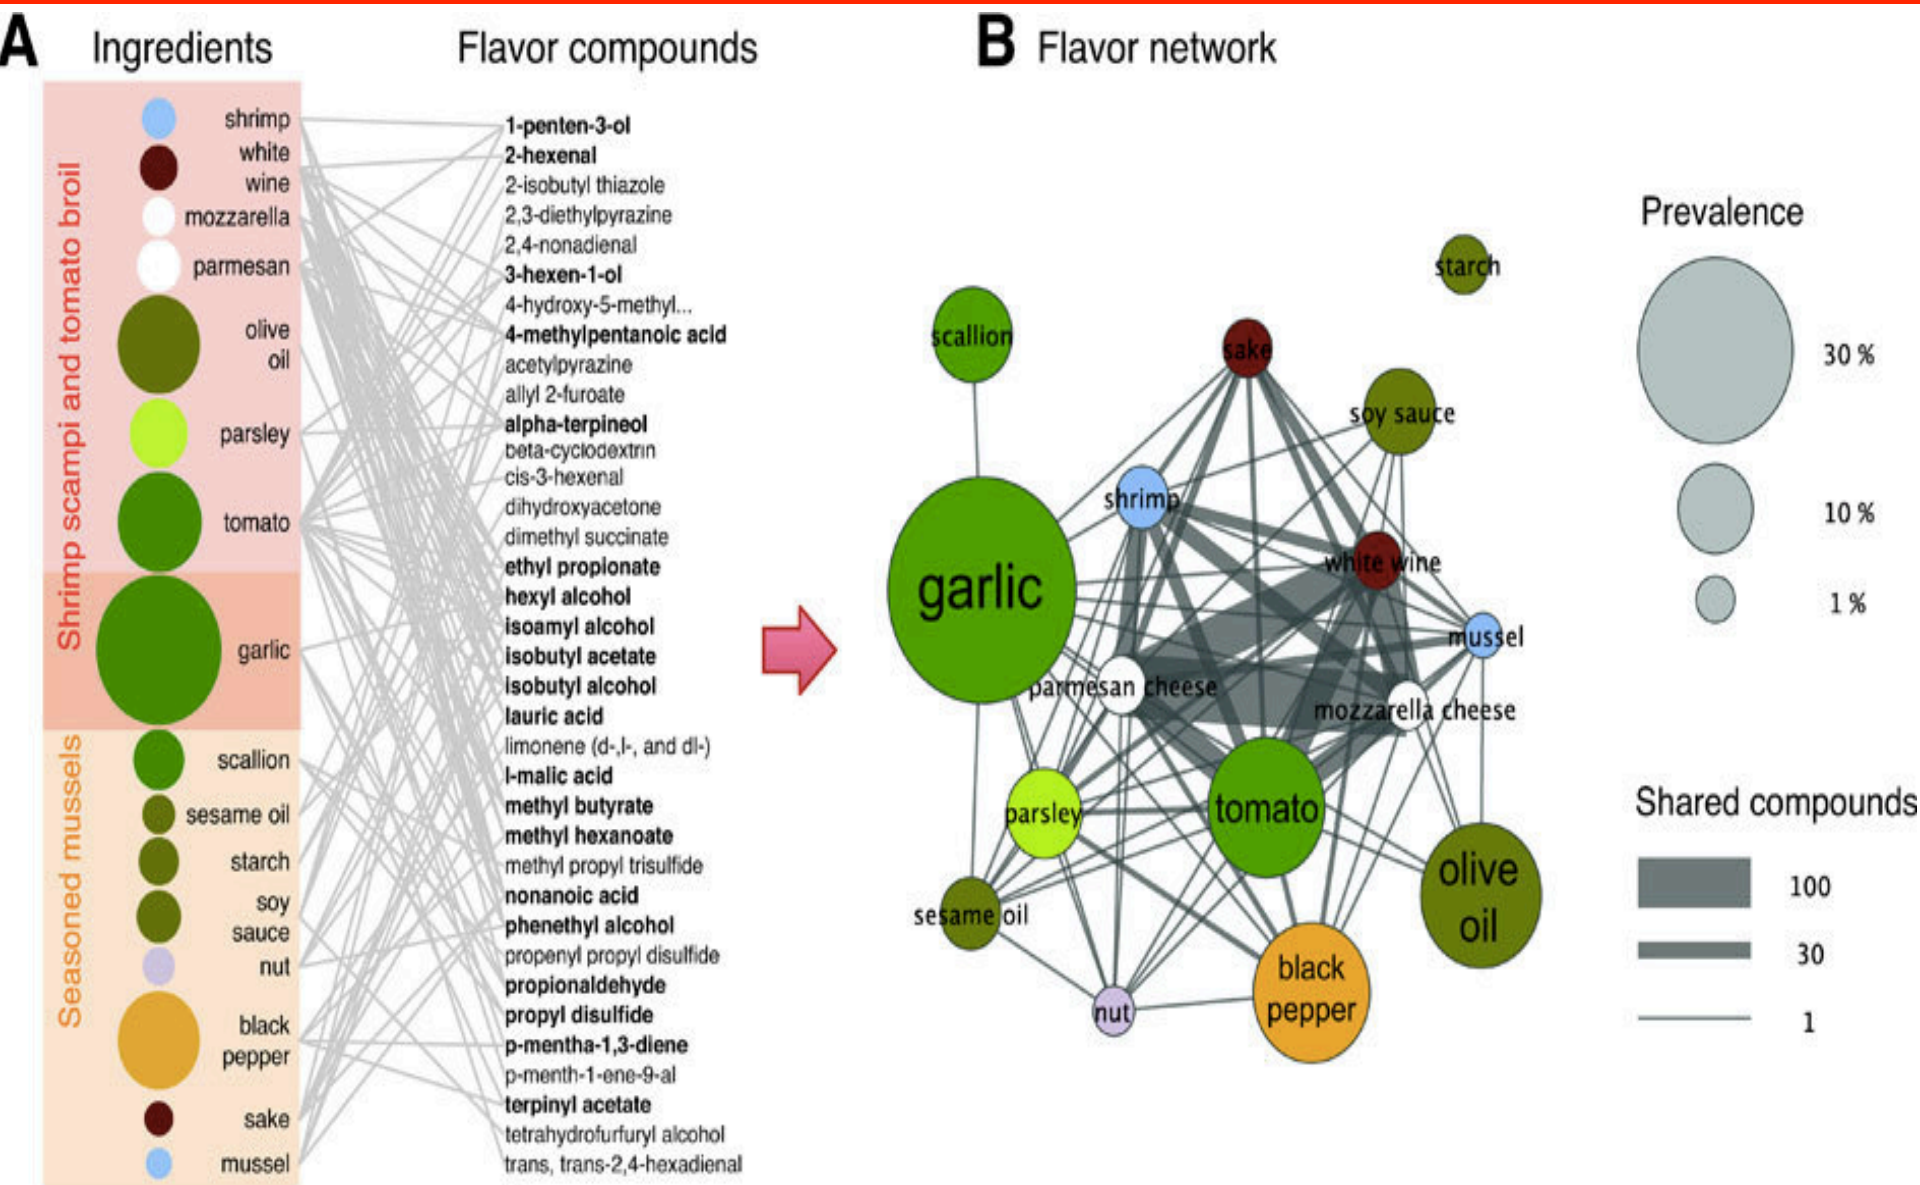 A
Ingredients
Flavor compounds
Shrimp scampi and tomato broil
Seasoned mussels
shrimp
white
wine
mozzarella
parmesan
olive
oil
parsley
tomato
garlic
scallion
sesame oil
starch
soy
sauce
nut
black
pepper
sake
mussel
1-penten-3-ol
2-hexenal
2-isobutyl thiazole
2,3-diethylpyrazine
2,4-nonadienal
3-hexen-1-ol
4-hydroxy-5-methyl...
4-methylpentanoic acid
acetylpyrazine
allyl 2-furoate
alpha-terpineol
beta-cyclodextrin
cis-3-hexenal
dihydroxyacetone
dimethyl succinate
ethyl propionate
hexyl alcohol
isoamyl alcohol
isobutyl acetate
isobutyl alcohol
lauric acid
limonene (d-,l-, and dl-)
l-malic acid
methyl butyrate
methyl hexanoate
methyl propyl trisulfide
nonanoic acid
phenethyl alcohol
propenyl propyl disulfide
propionaldehyde
propyl disulfide
p-mentha-1,3-diene
p-menth-1-ene-9-al
terpinyl acetate
tetrahydrofurfuryl alcohol
trans, trans-2,4-hexadienal
B
Flavor network
starch
scallion
sake
soy sauce
shrimp
white wine
garlic
mussel
parmesan cheese
mozzarella cheese
parsley
tomato
olive
oil
sesame oil
black
pepper
nut
Prevalence
30 %
10 %
1 %
Shared compounds
100
30
1